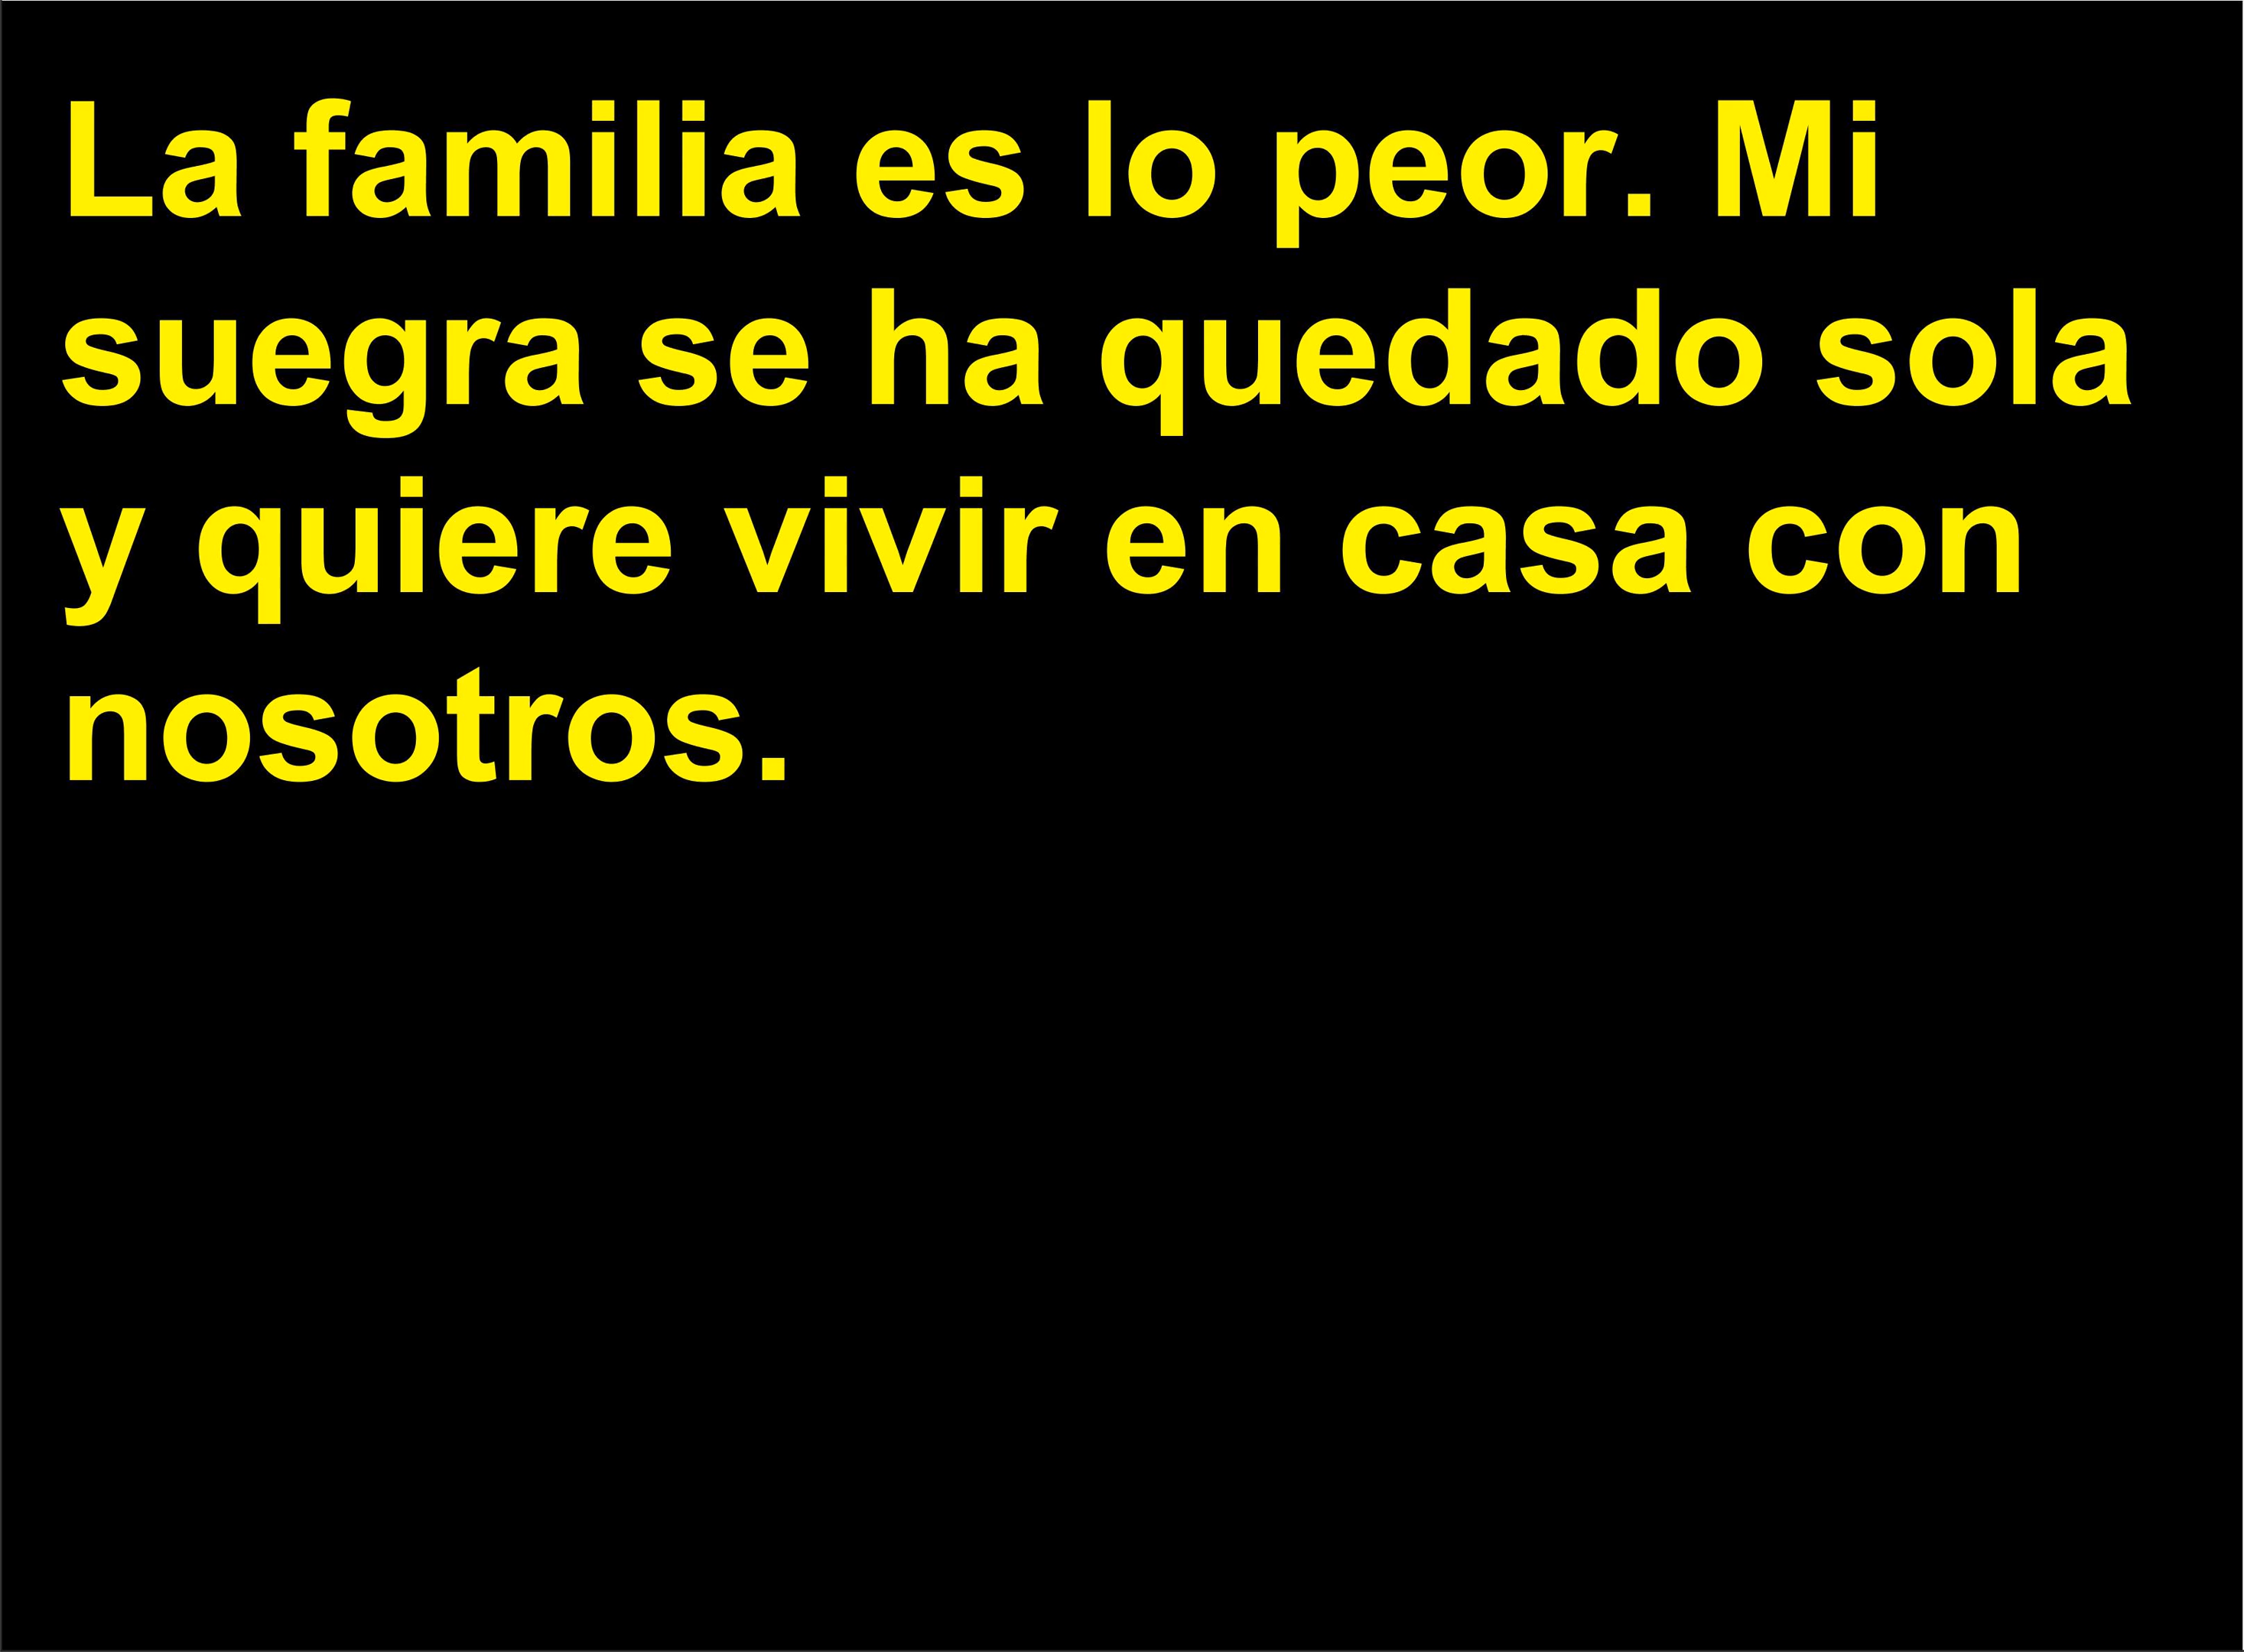 La familia es lo peor. Mi
suegra se ha quedado sola
y quiere vivir en casa con
nosotros.